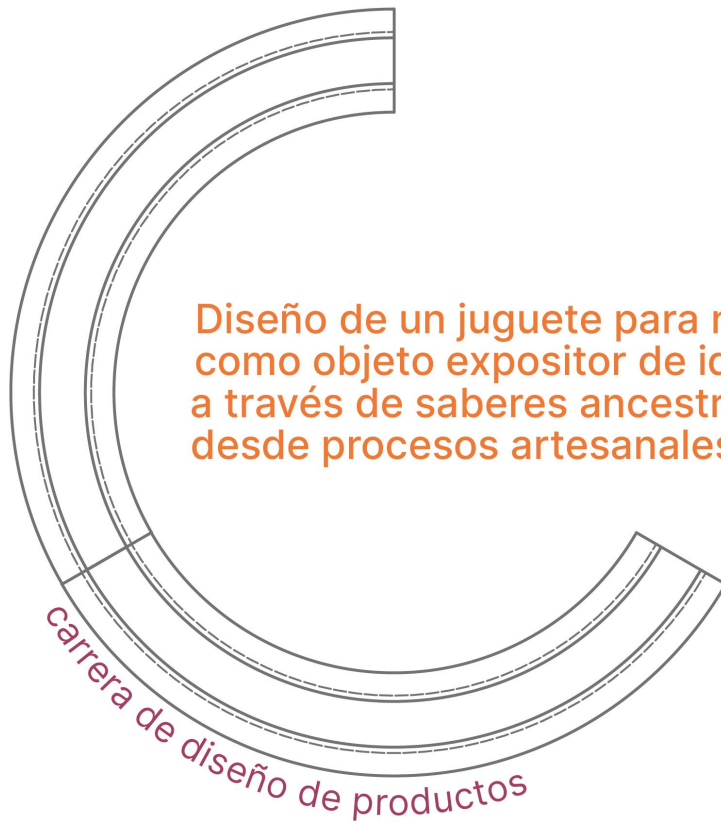 Diseño de un juguete para
como objeto expositor de
a través de saberes
desde procesos artesanales
carrera de diseño de productos